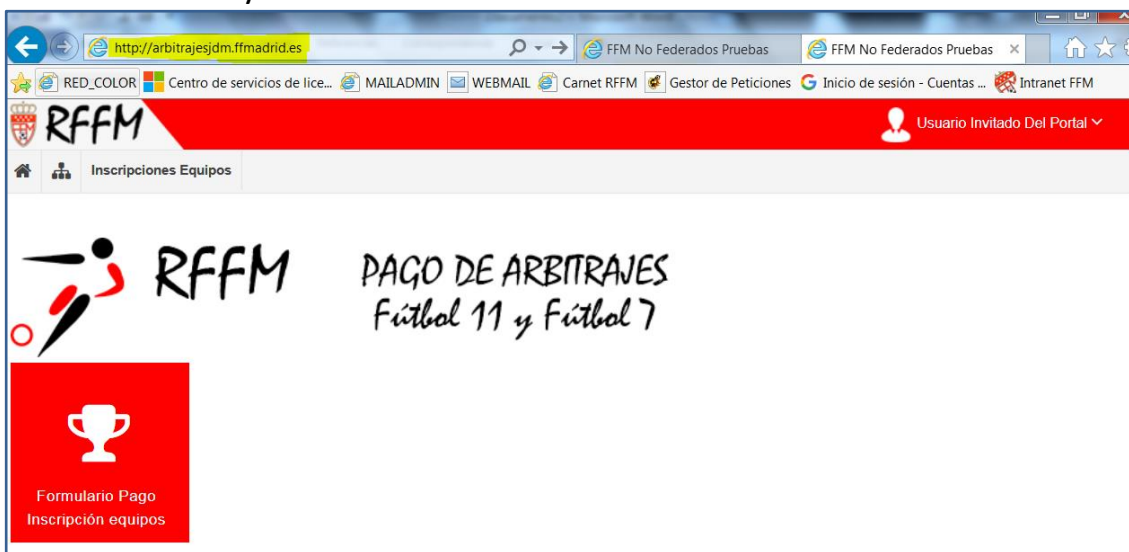 http://arbitrajesjdm.ffmadrid.es
FFM No Federados Pruebas
FFM No Federados Pruebas
RED_COLOR
Centro de servicios de lice...
MAILADMIN
WEBMAIL
Carnet RFFM
Gestor de Peticiones
Inicio de sesión - Cuentas ...
Intranet FFM
RFFM
Usuario Invitado Del Portal
Inscripciones Equipos
RFFM
PAGO DE ARBITRAJES
Fútbol 11 y Fútbol 7
Formulario Pago
Inscripción equipos